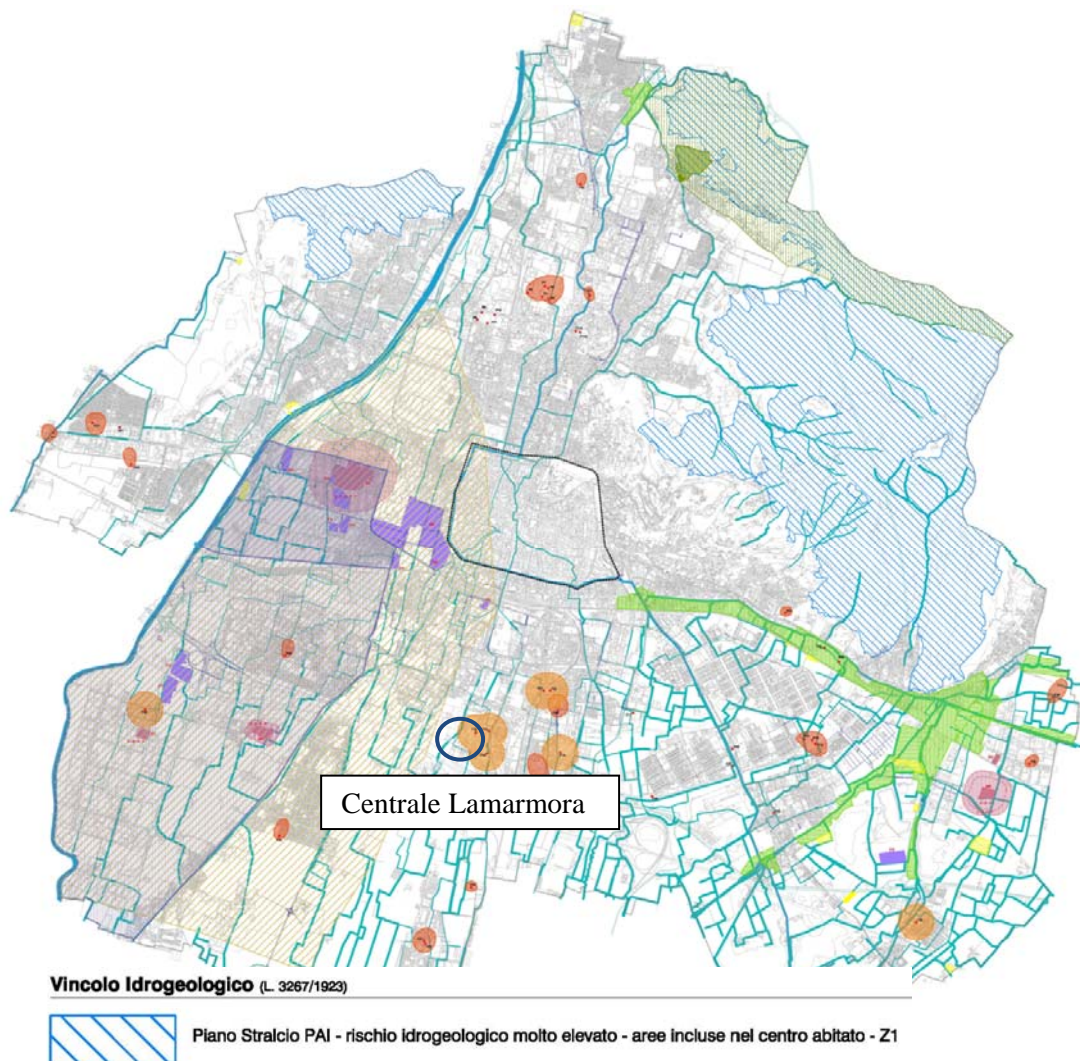 Centrale Lamarmora
Vincolo Idrogeologico (L. 3267/1923)
Piano Stralcio PAI - rischio idrogeologico molto elevato - aree incluse nel centro abitato - Z1